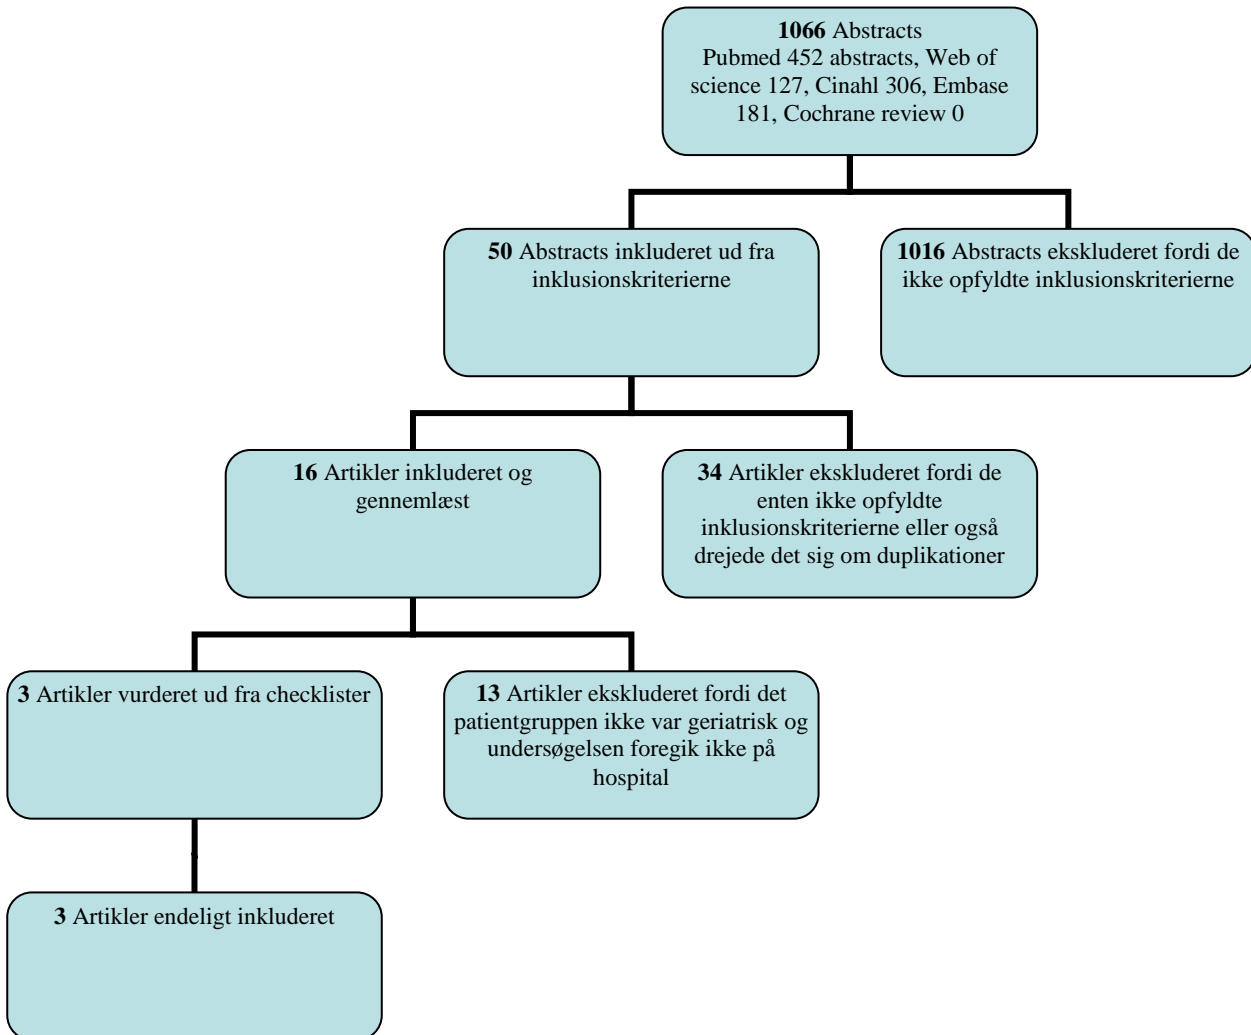 1066 Abstracts
Pubmed 452 abstracts, Web of
science 127, Cinahl 306, Embase
181, Cochrane review 0
50 Abstracts inkluderet ud fra
inklusionskriterierne
1016 Abstracts ekskluderet fordi de
ikke opfyldte inklusionskriterierne
16 Artikler inkluderet og
gennemlæst
34 Artikler ekskluderet fordi de
enten ikke opfyldte
inklusionskriterierne eller også
drejede det sig om duplikationer
3 Artikler vurderet ud fra checklister
13 Artikler ekskluderet fordi det
patientgruppen ikke var geriatrisk og
undersøgelsen foregik ikke på
hospital
3 Artikler endeligt inkluderet